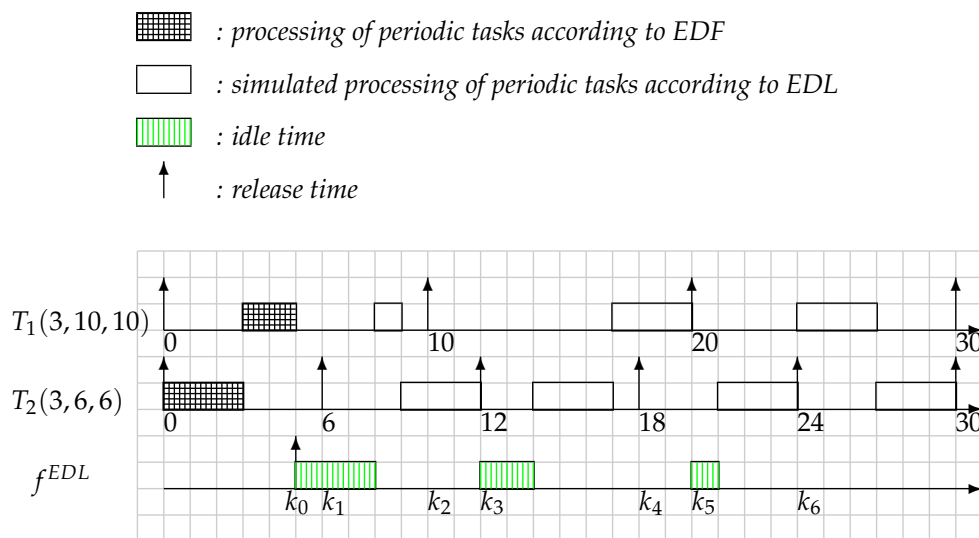 : processing of periodic tasks according to EDF
: simulated processing of periodic tasks according to EDL
: idle time
: release time
T₁(3, 10, 10)
0 10 20 30
T₂(3, 6, 6)
0 6 12 18 24 30
f^EDL
k₀ k₁ k₂ k₃ k₄ k₅ k₆